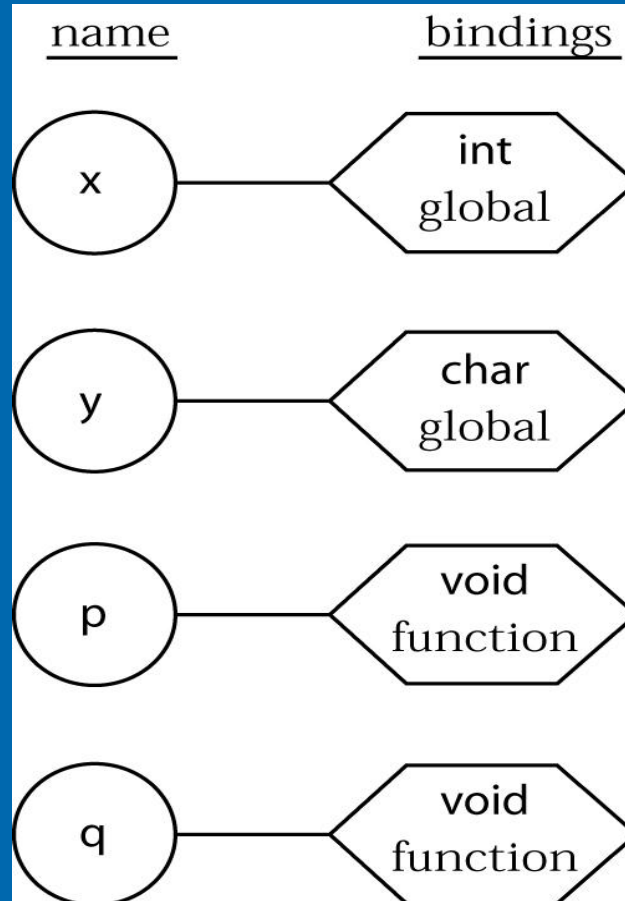 name bindings
x int
global
y char
global
p void
function
q void
function